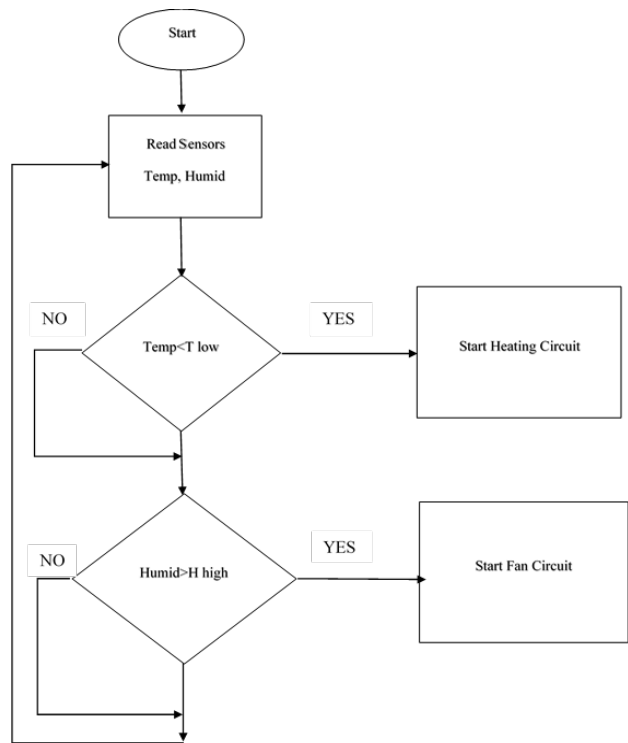 Start
Read Sensors
Temp, Humid
NO
YES
Temp<T low
Start Heating Circuit
NO
YES
Humid>H high
Start Fan Circuit